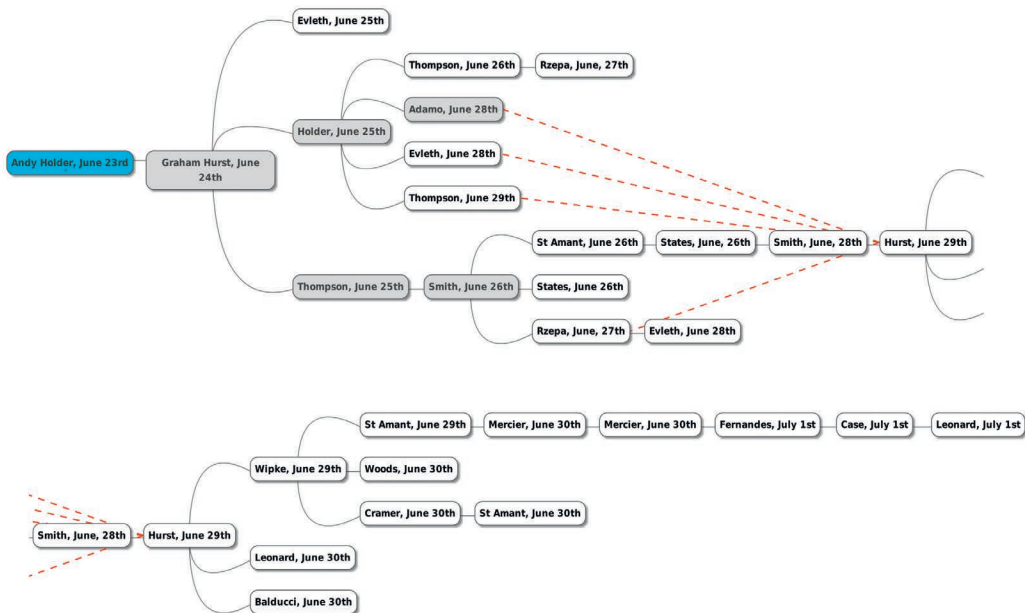 Evleth, June 25th
Thompson, June 26th
Rzepa, June, 27th
Adamo, June 28th
Holder, June 25th
Evleth, June 28th
Andy Holder, June 23rd
Graham Hurst, June
24th
Thompson, June 29th
St Amant, June 26th
States, June, 26th
Smith, June, 28th
Hurst, June 29th
Thompson, June 25th
Smith, June 26th
States, June 26th
Rzepa, June, 27th
Evleth, June 28th
St Amant, June 29th
Mercier, June 30th
Mercier, June 30th
Fernandes, July 1st
Case, July 1st
Leonard, July 1st
Wipke, June 29th
Woods, June 30th
Cramer, June 30th
St Amant, June 30th
Smith, June, 28th
Hurst, June 29th
Leonard, June 30th
Balducci, June 30th